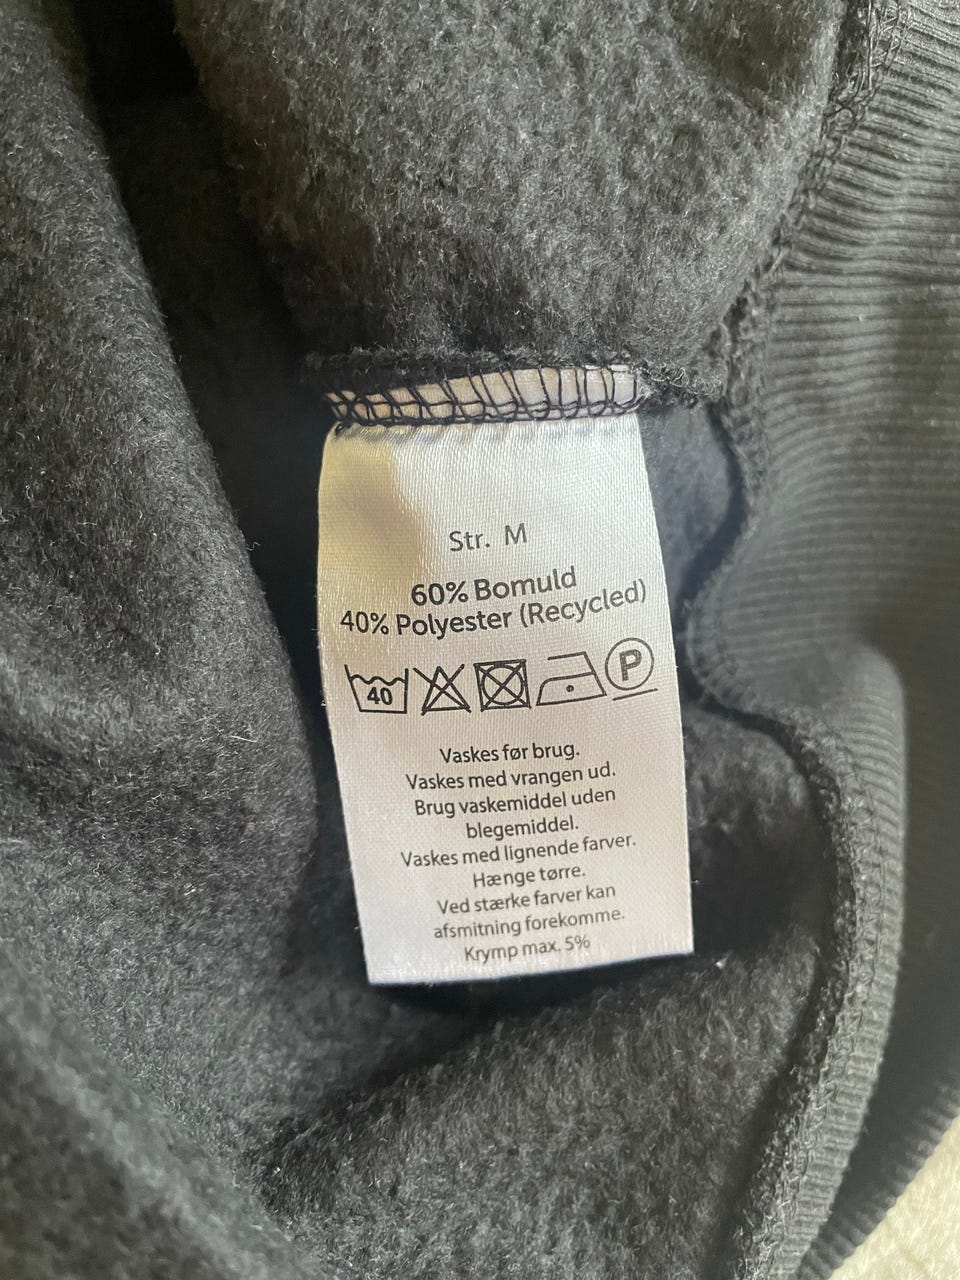 Str. M
60% Bomuld
40% Polyester (Recycled)
40 P
Vaskes før brug.
Vaskes med vrangen ud.
Brug vaskemiddel uden
blegemiddel.
Vaskes med lignende farver.
Hænge tørre.
Ved stærke farver kan
afsmitning forekomme.
Krymp max. 5%